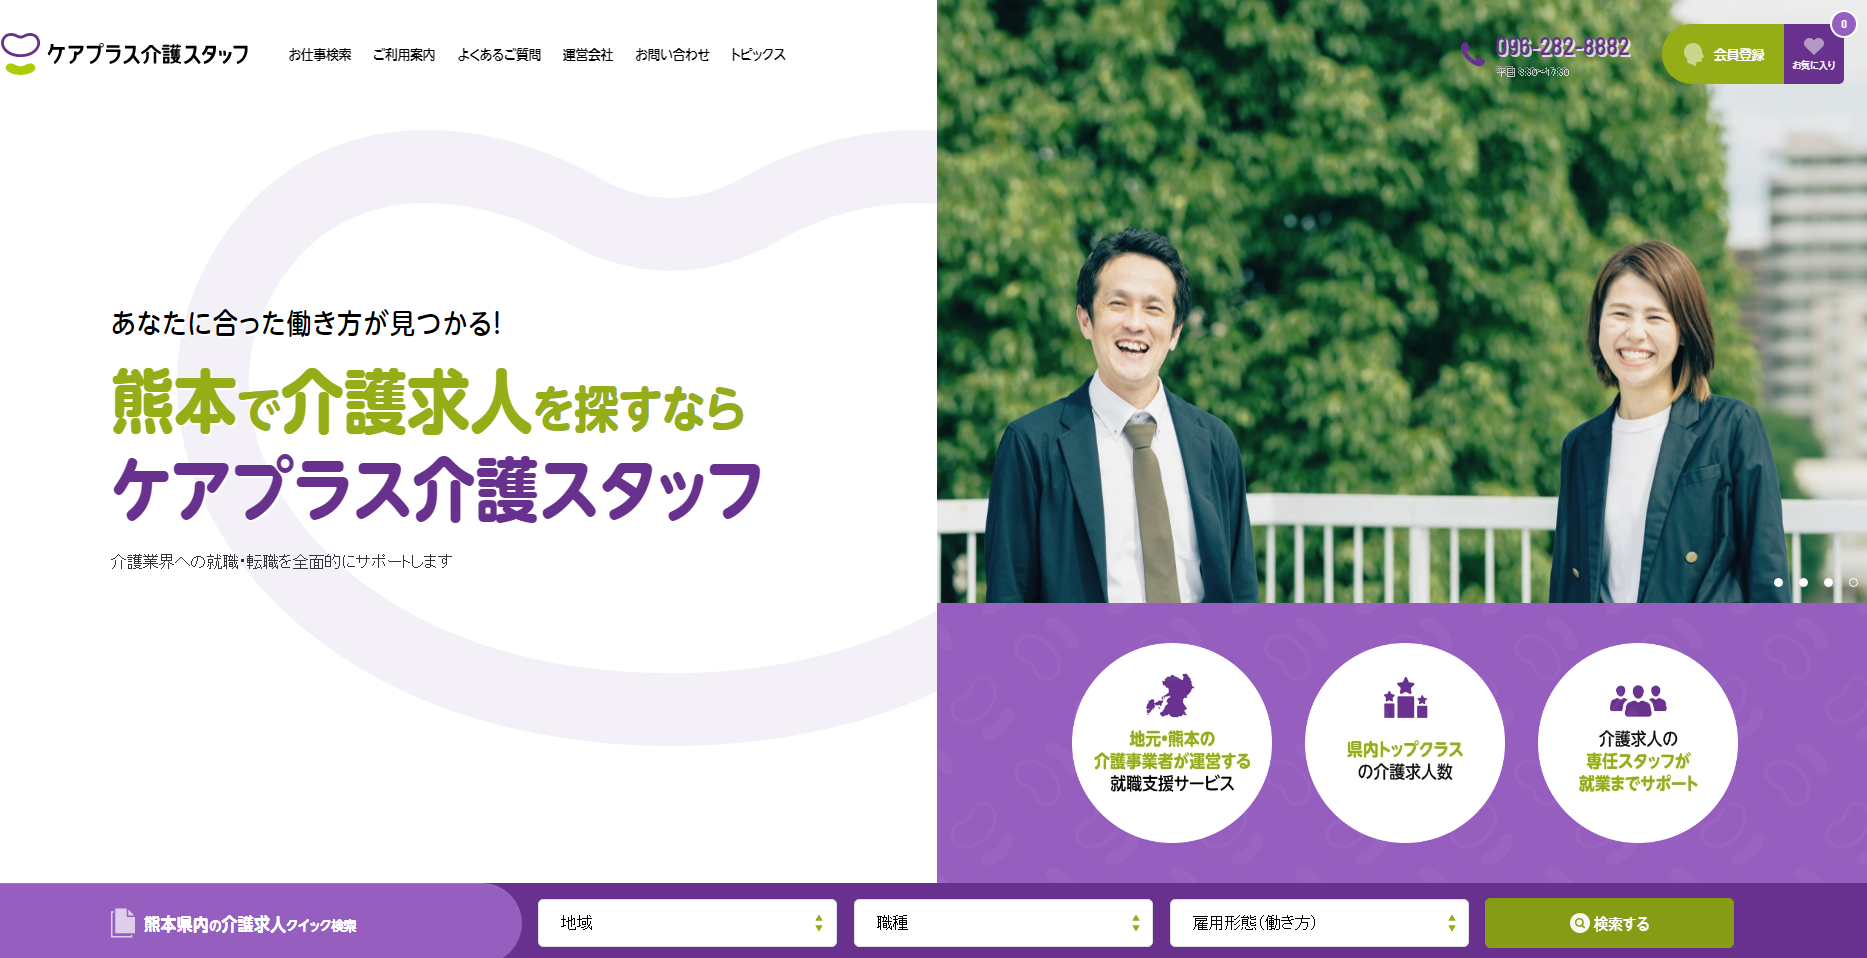 ケアプラス介護スタッフ
お仕事検索 ご利用案内 よくあるご質問 運営会社 お問い合わせ トピックス
096-282-8882
平日 8:30~17:30
会員登録
0
お気に入り
あなたに合った働き方が見つかる!
熊本で介護求人を探すなら
ケアプラス介護スタッフ
介護業界への就職・転職を全面的にサポートします
地元・熊本の
介護事業者が運営する
就職支援サービス
県内トップクラス
の介護求人数
介護求人の
専任スタッフが
就業までサポート
熊本県内の介護求人クイック検索
地域
職種
雇用形態(働き方)
検索する